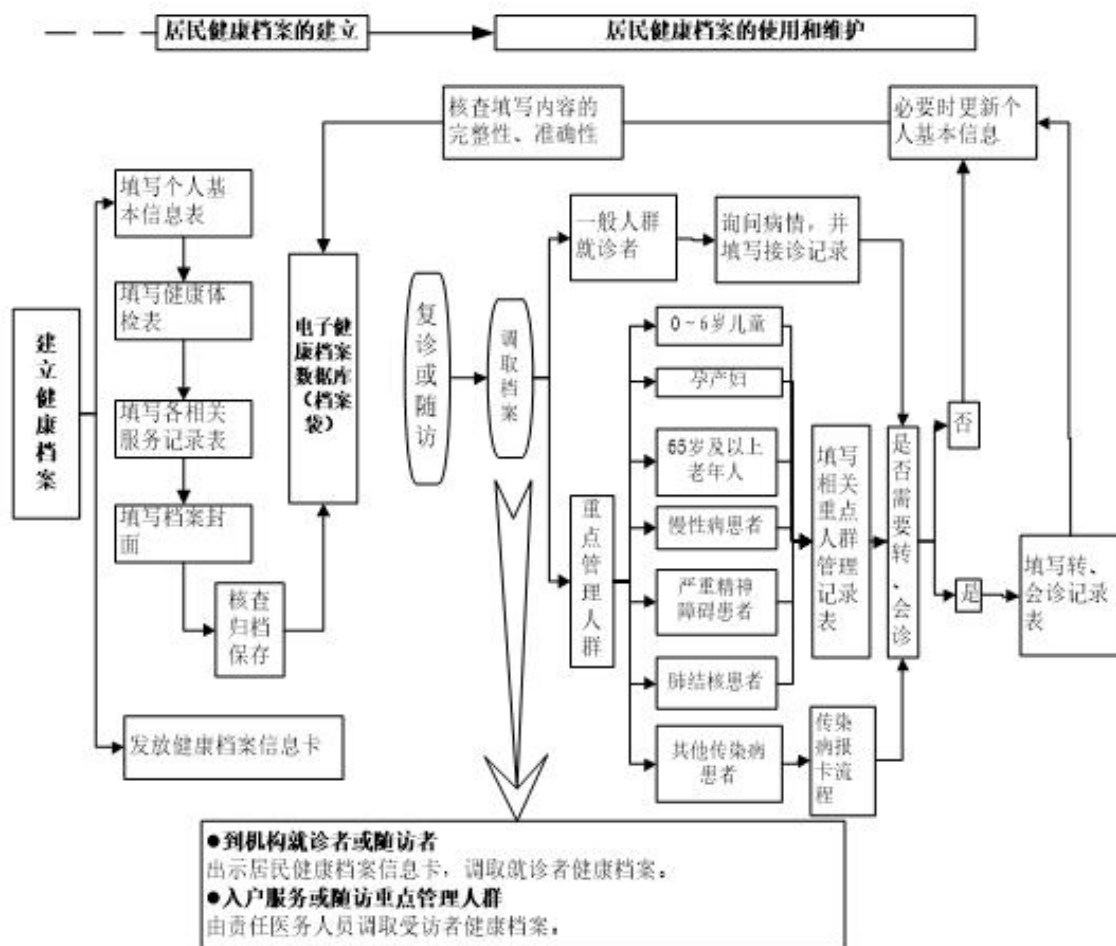 居民健康档案的建立
居民健康档案的使用和维护
核查填写内容的
完整性、准确性
必要时更新个
人基本信息
填写个人基
本信息表
一般人群
就诊者
询问病情，并
填写接诊记录
填写健康体
检表
建立健康档案
电子健
康档案
数据库
（档案
袋）
复诊或随访
调取档案
0～6岁儿童
孕产妇
填写各相关
服务记录表
65岁及以上
老年人
否
填写档案封
面
重点管理人群
慢性病患者
填写
相关
重点
人群
管理
记录
表
是否需要转、会诊
核查
归档
保存
严重精神
障碍患者
是
填写转、
会诊记录
表
肺结核患者
发放健康档案信息卡
其他传染病
患者
传染
病报
卡流
程
●到机构就诊者或随访者
出示居民健康档案信息卡，调取就诊者健康档案。
●入户服务或随访重点管理人群
由责任医务人员调取受访者健康档案。